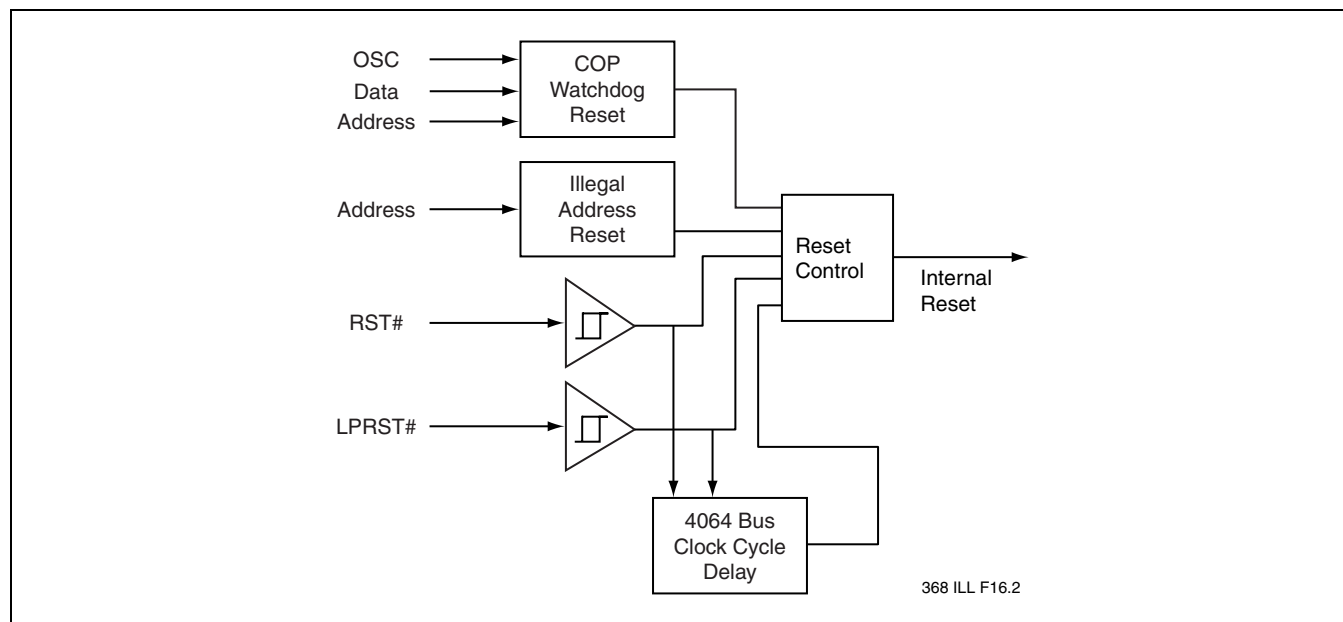 OSC
Data
Address
COP
Watchdog
Reset
Address
Illegal
Address
Reset
Reset
Control
Internal
Reset
RST#
LPRST#
4064 Bus
Clock Cycle
Delay
368 ILL F16.2